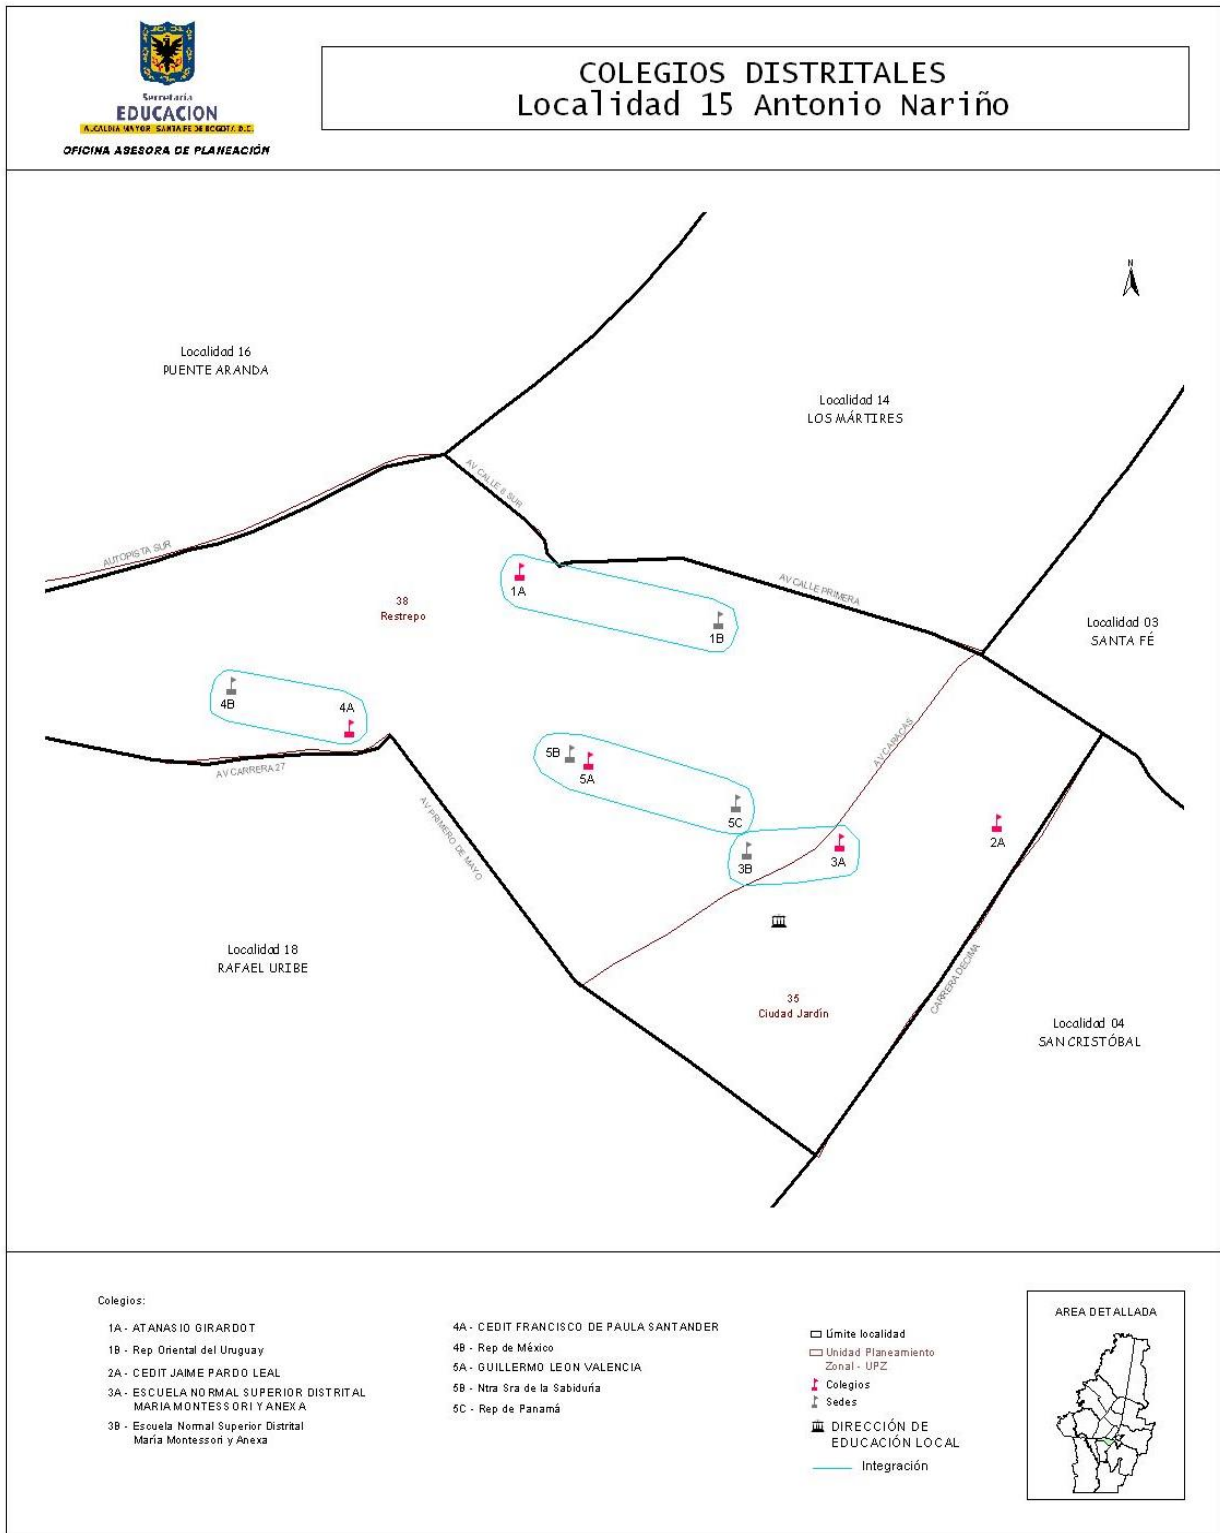 COLEGIOS DISTRITALES
Localidad 15 Antonio Nariño
Secretaría
EDUCACION
ALCALDIA MAYOR SANTA FE DE BOGOTA D.C.
OFICINA ASESORA DE PLANEACIÓN
N
Localidad 16
PUENTE ARANDA
Localidad 14
LOS MÁRTIRES
AV CALLE 8 SUR
AUTOPISTA SUR
AV CALLE PRIMERA
1A
38
Restrepo
1B
Localidad 03
SANTA FÉ
4B
4A
AV CARACAS
5B
5A
AV CARRERA 27
5C
AV PRIMERO DE MAYO
2A
3B
3A
Localidad 18
RAFAEL URIBE
CARRERA DECIMA
35
Ciudad Jardín
Localidad 04
SAN CRISTÓBAL
Colegios:
1A - ATANASIO GIRARDOT
1B - Rep Oriental del Uruguay
2A - CEDIT JAIME PARDO LEAL
3A - ESCUELA NORMAL SUPERIOR DISTRITAL
MARIA MONTESSORI Y ANEXA
3B - Escuela Normal Superior Distrital
María Montessori y Anexa
4A - CEDIT FRANCISCO DE PAULA SANTANDER
4B - Rep de México
5A - GUILLERMO LEON VALENCIA
5B - Ntra Sra de la Sabiduría
5C - Rep de Panamá
Límite localidad
Unidad Planeamiento
Zonal - UPZ
Colegios
Sedes
DIRECCIÓN DE
EDUCACIÓN LOCAL
Integración
AREA DETALLADA